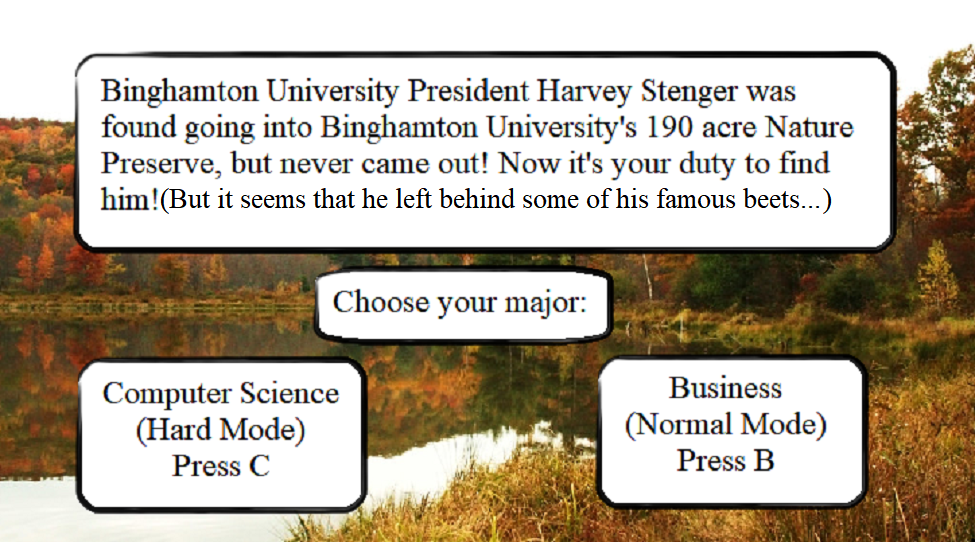 Binghamton University President Harvey Stenger was
found going into Binghamton University's 190 acre Nature
Preserve, but never came out! Now it's your duty to find
him!(But it seems that he left behind some of his famous beets...)
Choose your major:
Computer Science
(Hard Mode)
Press C
Business
(Normal Mode)
Press B